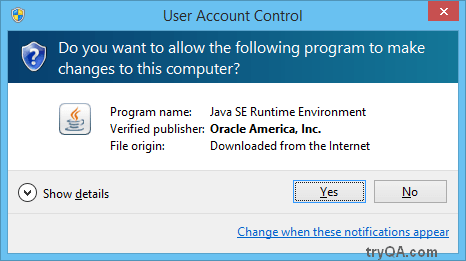 User Account Control
Do you want to allow the following program to make
changes to this computer?
Program name: Java SE Runtime Environment
Verified publisher: Oracle America, Inc.
File origin: Downloaded from the Internet
Show details
Yes
No
Change when these notifications appear
tryQA.com